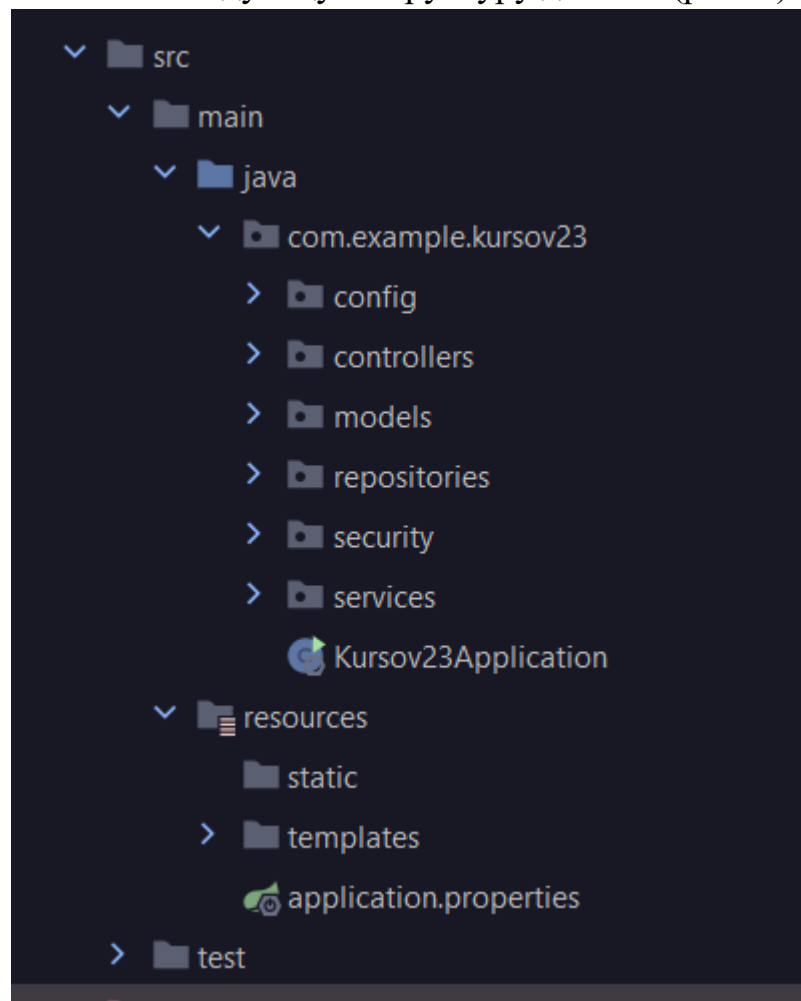 src
main
java
com.example.kursov23
config
controllers
models
repositories
security
services
Kursov23Application
resources
static
templates
application.properties
test